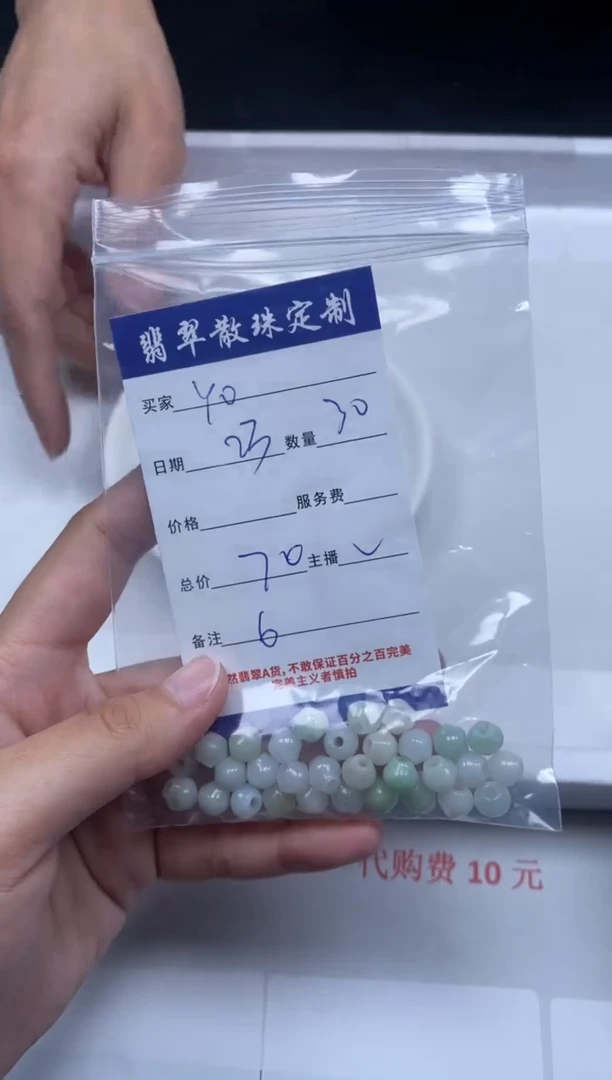 翡翠散珠定制
买家 40
日期 23 数量 30
价格 服务费
总价 70 主播 ✓
备注 6
然翡翠A货,不敢保证百分之百完美
完美主义者慎拍
代购费 10 元